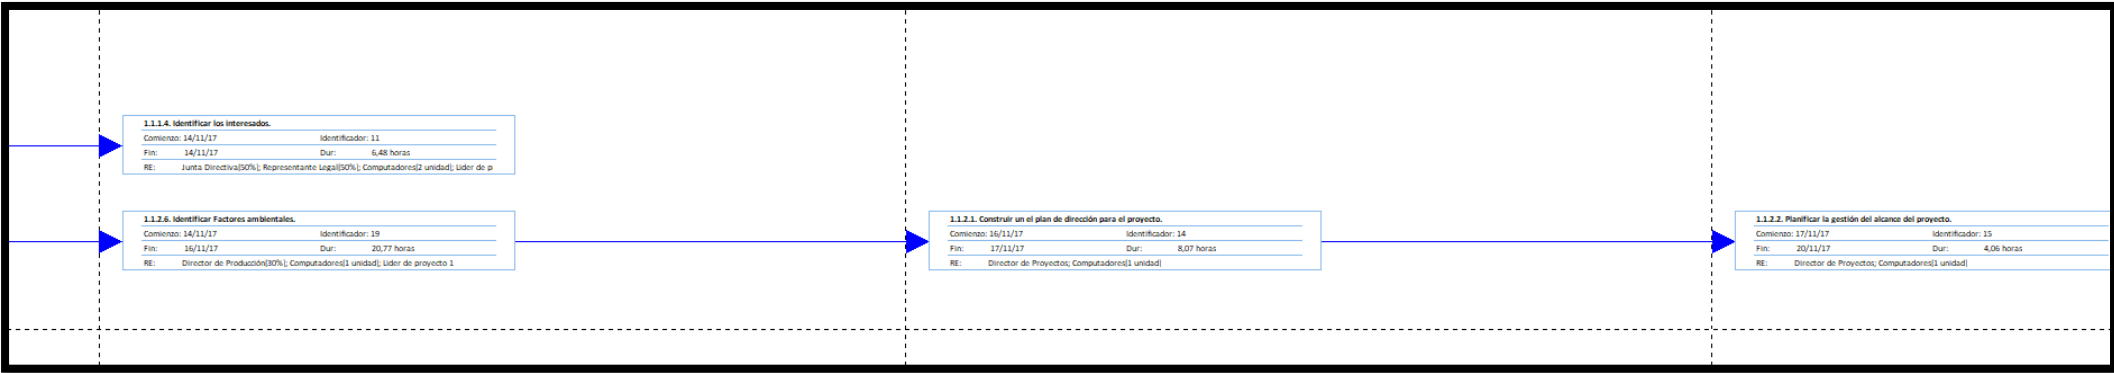 1.1.1.4. Identificar los interesados.
Comienzo: 14/11/17 Identificador: 11
Fin: 14/11/17 Dur: 6,48 horas
RE: Junta Directiva[50%]; Representante Legal[50%]; Computadores[2 unidad]; Lider de p
1.1.2.6. Identificar Factores ambientales.
Comienzo: 14/11/17 Identificador: 19
Fin: 16/11/17 Dur: 20,77 horas
RE: Director de Producción[30%]; Computadores[1 unidad]; Lider de proyecto 1
1.1.2.1. Construir un el plan de dirección para el proyecto.
Comienzo: 16/11/17 Identificador: 14
Fin: 17/11/17 Dur: 8,07 horas
RE: Director de Proyectos; Computadores[1 unidad]
1.1.2.2. Planificar la gestión del alcance del proyecto.
Comienzo: 17/11/17 Identificador: 15
Fin: 20/11/17 Dur: 4,06 horas
RE: Director de Proyectos; Computadores[1 unidad]